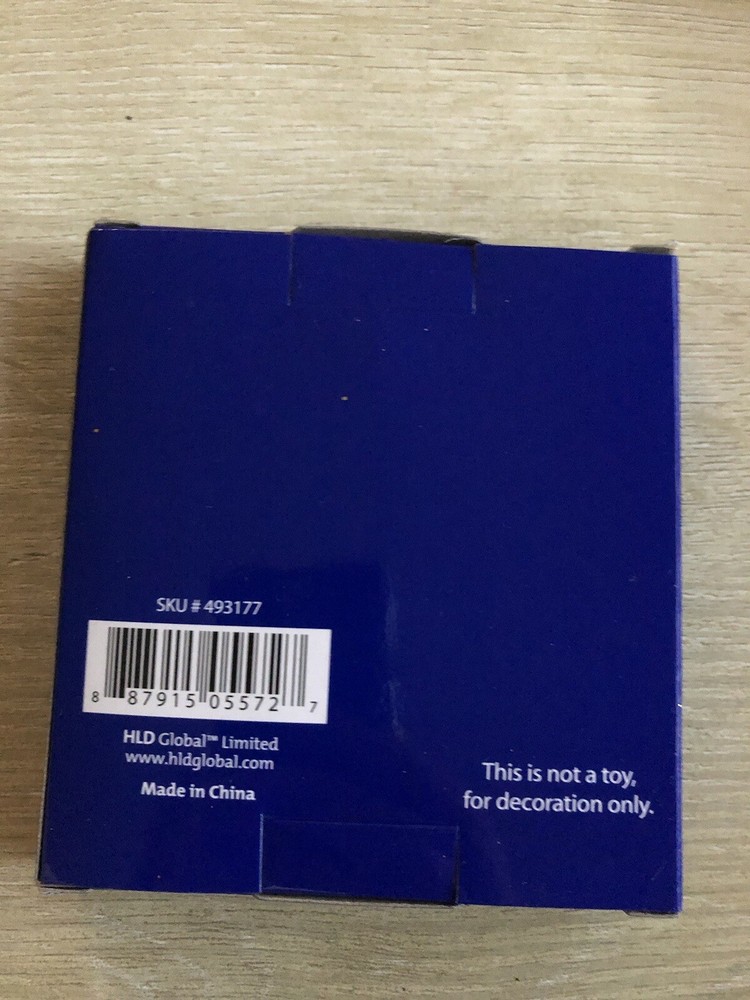 SKU # 493177
8 87915 05572 7
HLD Global™ Limited
www.hldglobal.com
Made in China
This is not a toy,
for decoration only.